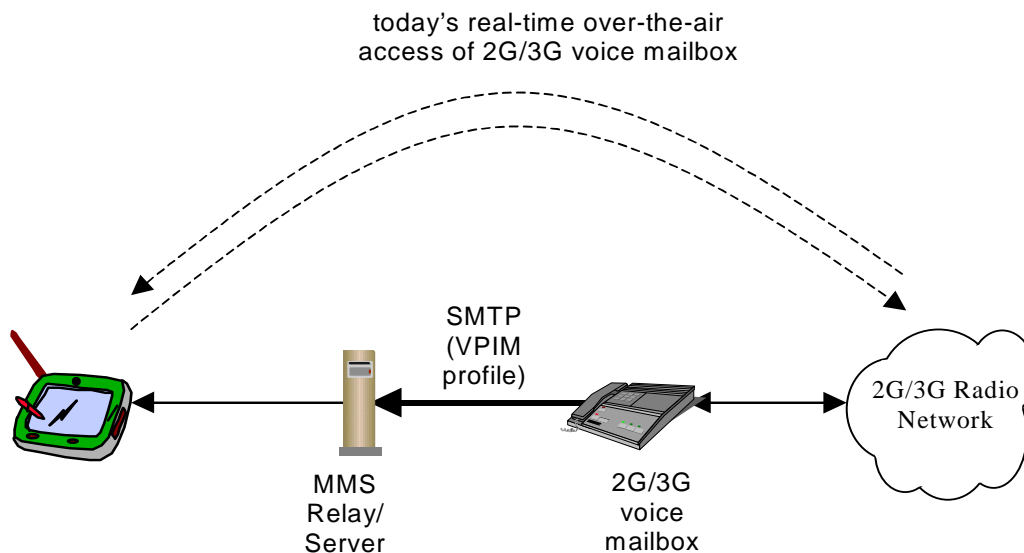 today's real-time over-the-air
access of 2G/3G voice mailbox
SMTP
(VPIM
profile)
2G/3G Radio
Network
MMS
Relay/
Server
2G/3G
voice
mailbox